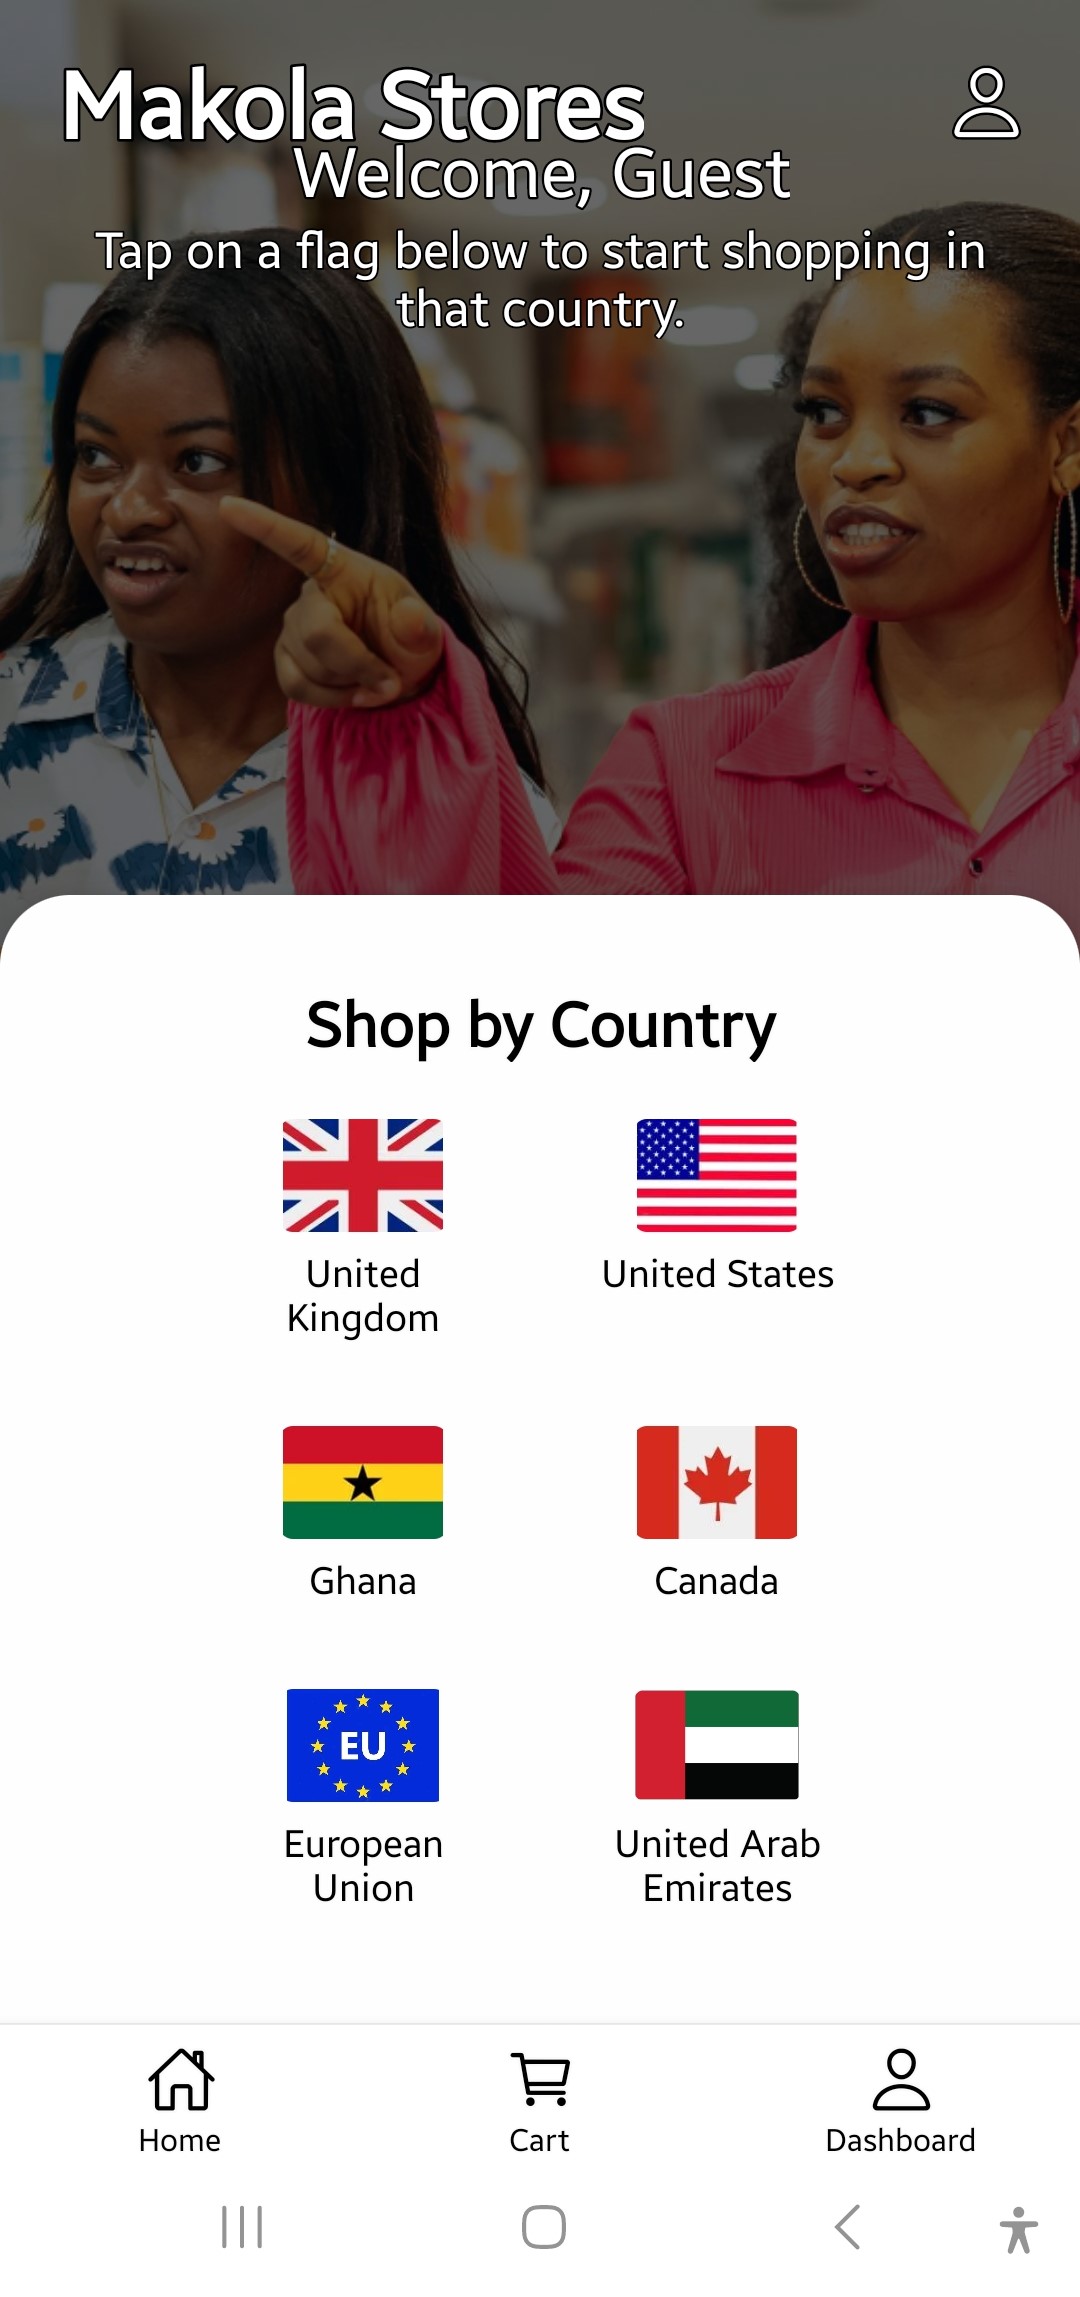 Makola Stores
Welcome, Guest
Tap on a flag below to start shopping in
that country.
Shop by Country
United
Kingdom
United States
Ghana
Canada
EU
European
Union
United Arab
Emirates
Home
Cart
Dashboard